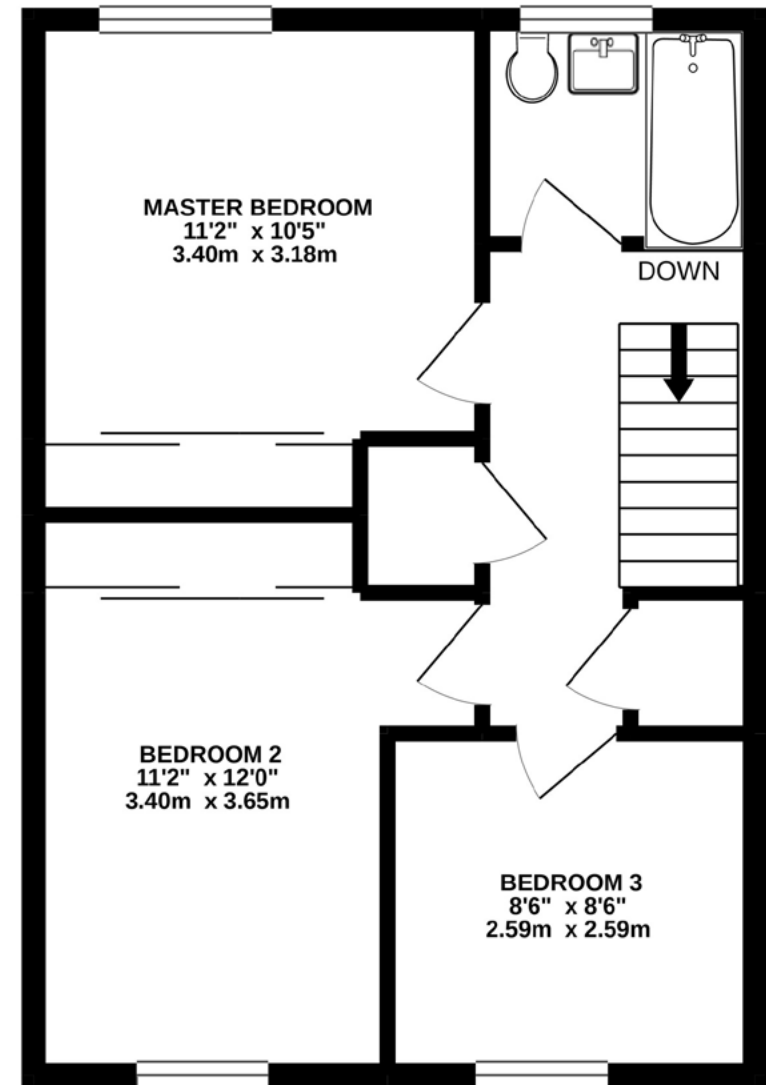 MASTER BEDROOM
11'2" x 10'5"
3.40m x 3.18m
DOWN
BEDROOM 2
11'2" x 12'0"
3.40m x 3.65m
BEDROOM 3
8'6" x 8'6"
2.59m x 2.59m